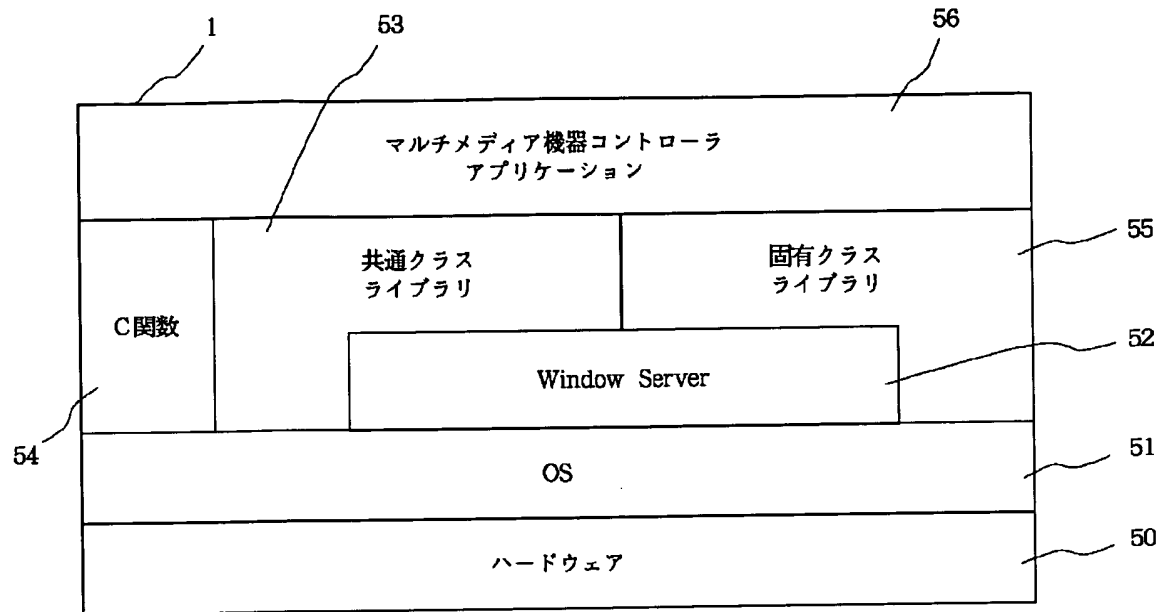 1
53
56
マルチメディア機器コントローラ
アプリケーション
55
共通クラス
ライブラリ
固有クラス
ライブラリ
C関数
52
Window Server
54
51
OS
50
ハードウェア